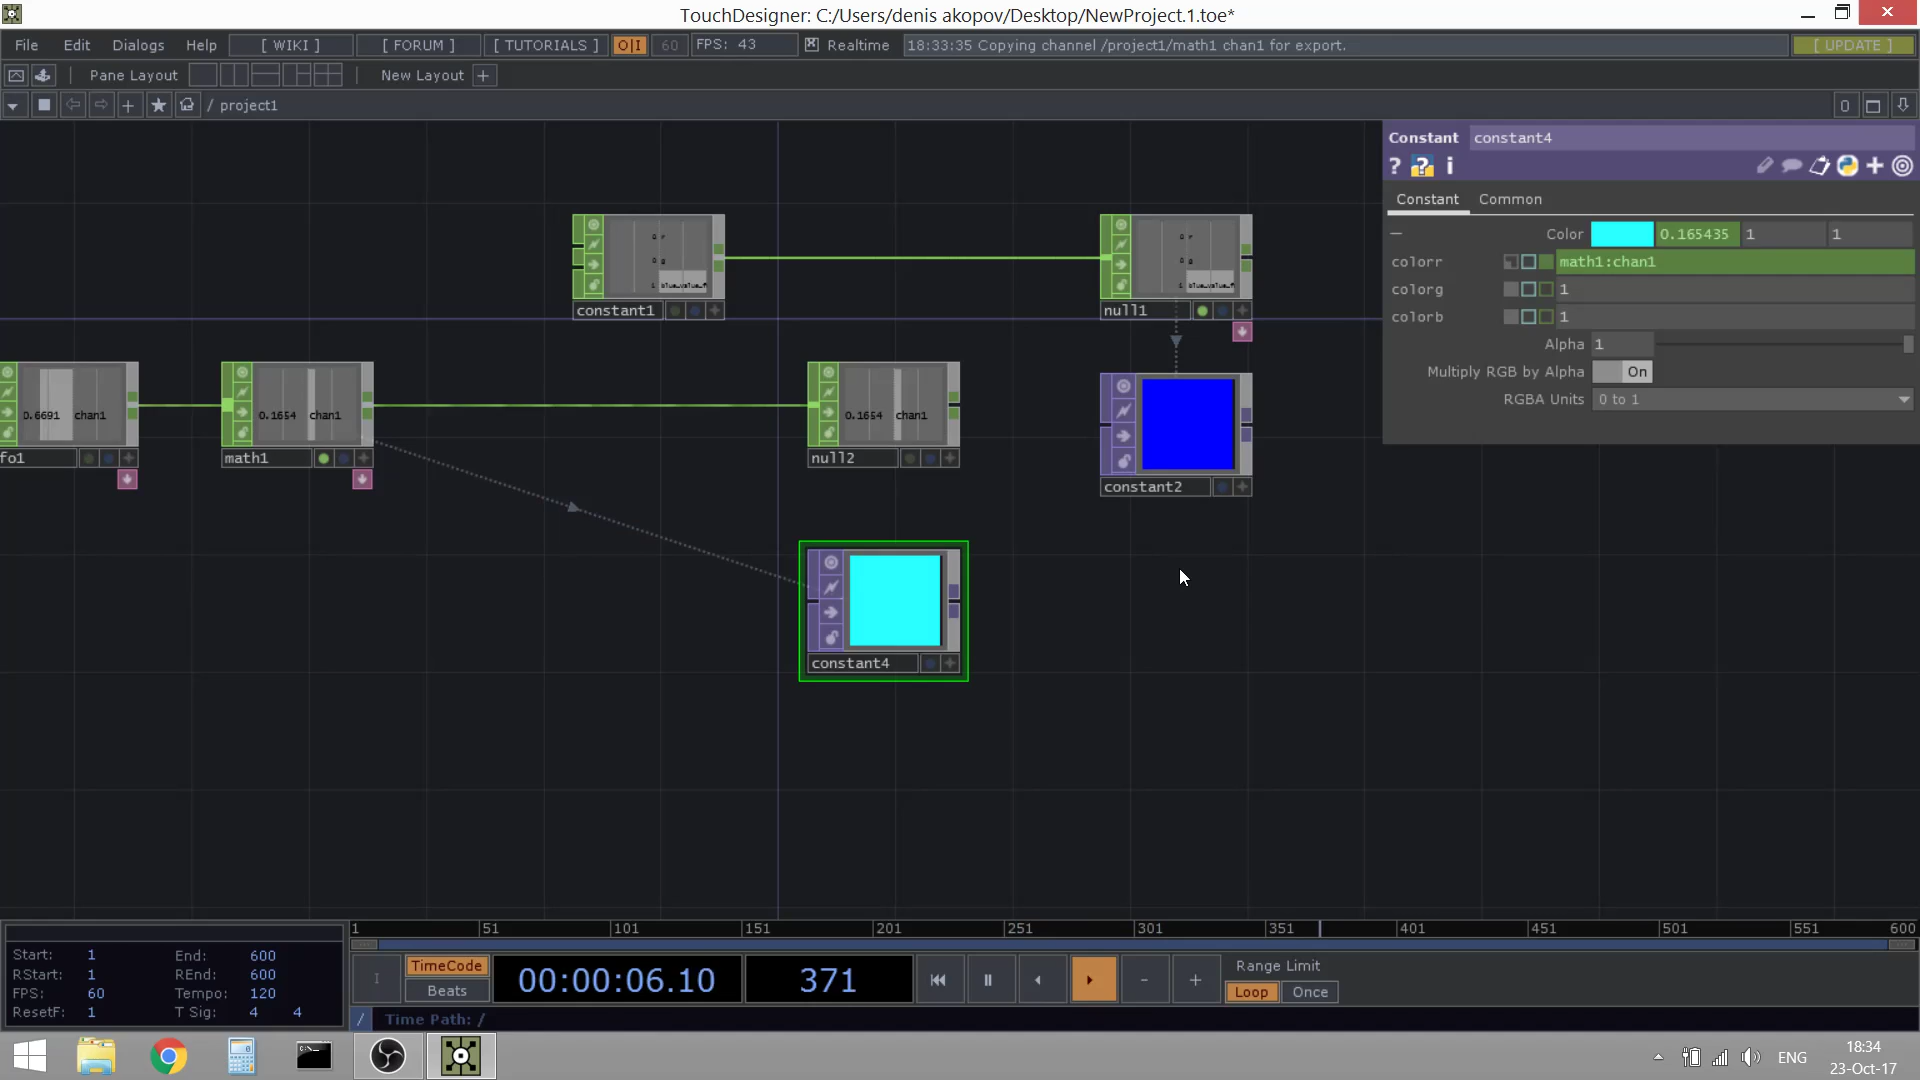 TouchDesigner: C:/Users/denis akopov/Desktop/NewProject.1.toe*
File Edit Dialogs Help [ WIKI ] [ FORUM ] [ TUTORIALS ] O|I 60 FPS: 43 Realtime 18:33:35 Copying channel /project1/math1 chan1 for export. [ UPDATE ]
Pane Layout New Layout +
/ project1 0
Constant constant4
? ? i
Constant Common
Color 0.165435 1 1
colorr math1:chan1
colorg 1
colorb 1
Alpha 1
Multiply RGB by Alpha On
RGBA Units 0 to 1
0 r
0 g
constant1
0 r
0 g
null1
0.6691 chan1
fo1
0.1654 chan1
math1
0.1654 chan1
null2
constant2
constant4
1 51 101 151 201 251 301 351 401 451 501 551 600
Start: 1 End: 600
RStart: 1 REnd: 600
FPS: 60 Tempo: 120
ResetF: 1 T Sig: 4 4
I TimeCode Beats 00:00:06.10 371 - +
Range Limit
Loop Once
/ Time Path: /
ENG
18:34
23-Oct-17